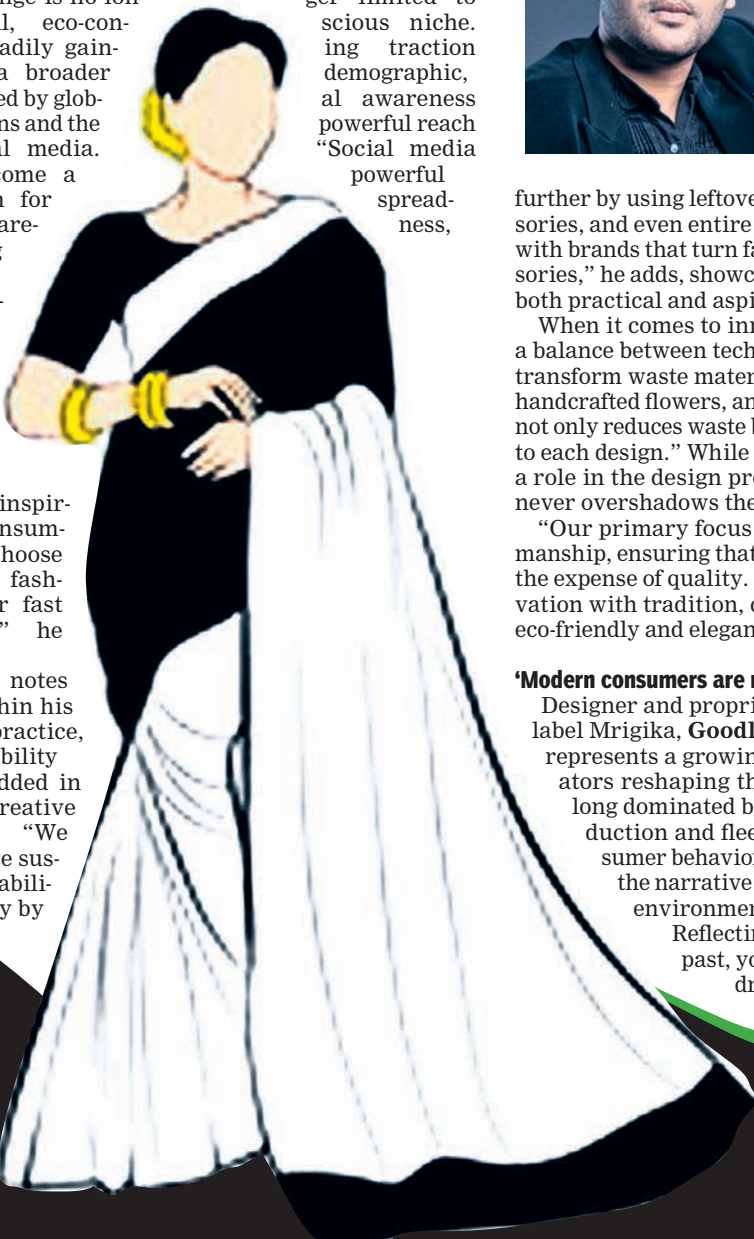 nge is no lon- ger limited to
l, eco-con- scious niche.
adily gain- ing traction
a broader demographic,
ed by glob- al awareness
ns and the powerful reach
al media. “Social media
come a powerful
for spread-
are- ness,
inspir-
nsum-
hoose
fash-
r fast
” he
notes
hin his
practice,
bility
dded in
reative
“We
e sus-
abili-
y by
further by using leftove
sories, and even entire
with brands that turn fa
sories,” he adds, showc
both practical and aspi
When it comes to inn
a balance between tech
transform waste mater
handcrafted flowers, an
not only reduces waste b
to each design.” While
a role in the design pro
never overshadows the
“Our primary focus
manship, ensuring that
the expense of quality.
vation with tradition, c
eco-friendly and elegan
‘Modern consumers are
Designer and propri
label Mrigika, Goodl
represents a growin
ators reshaping th
long dominated b
duction and flee
sumer behavio
the narrative
environmen
Reflectin
past, yo
dr